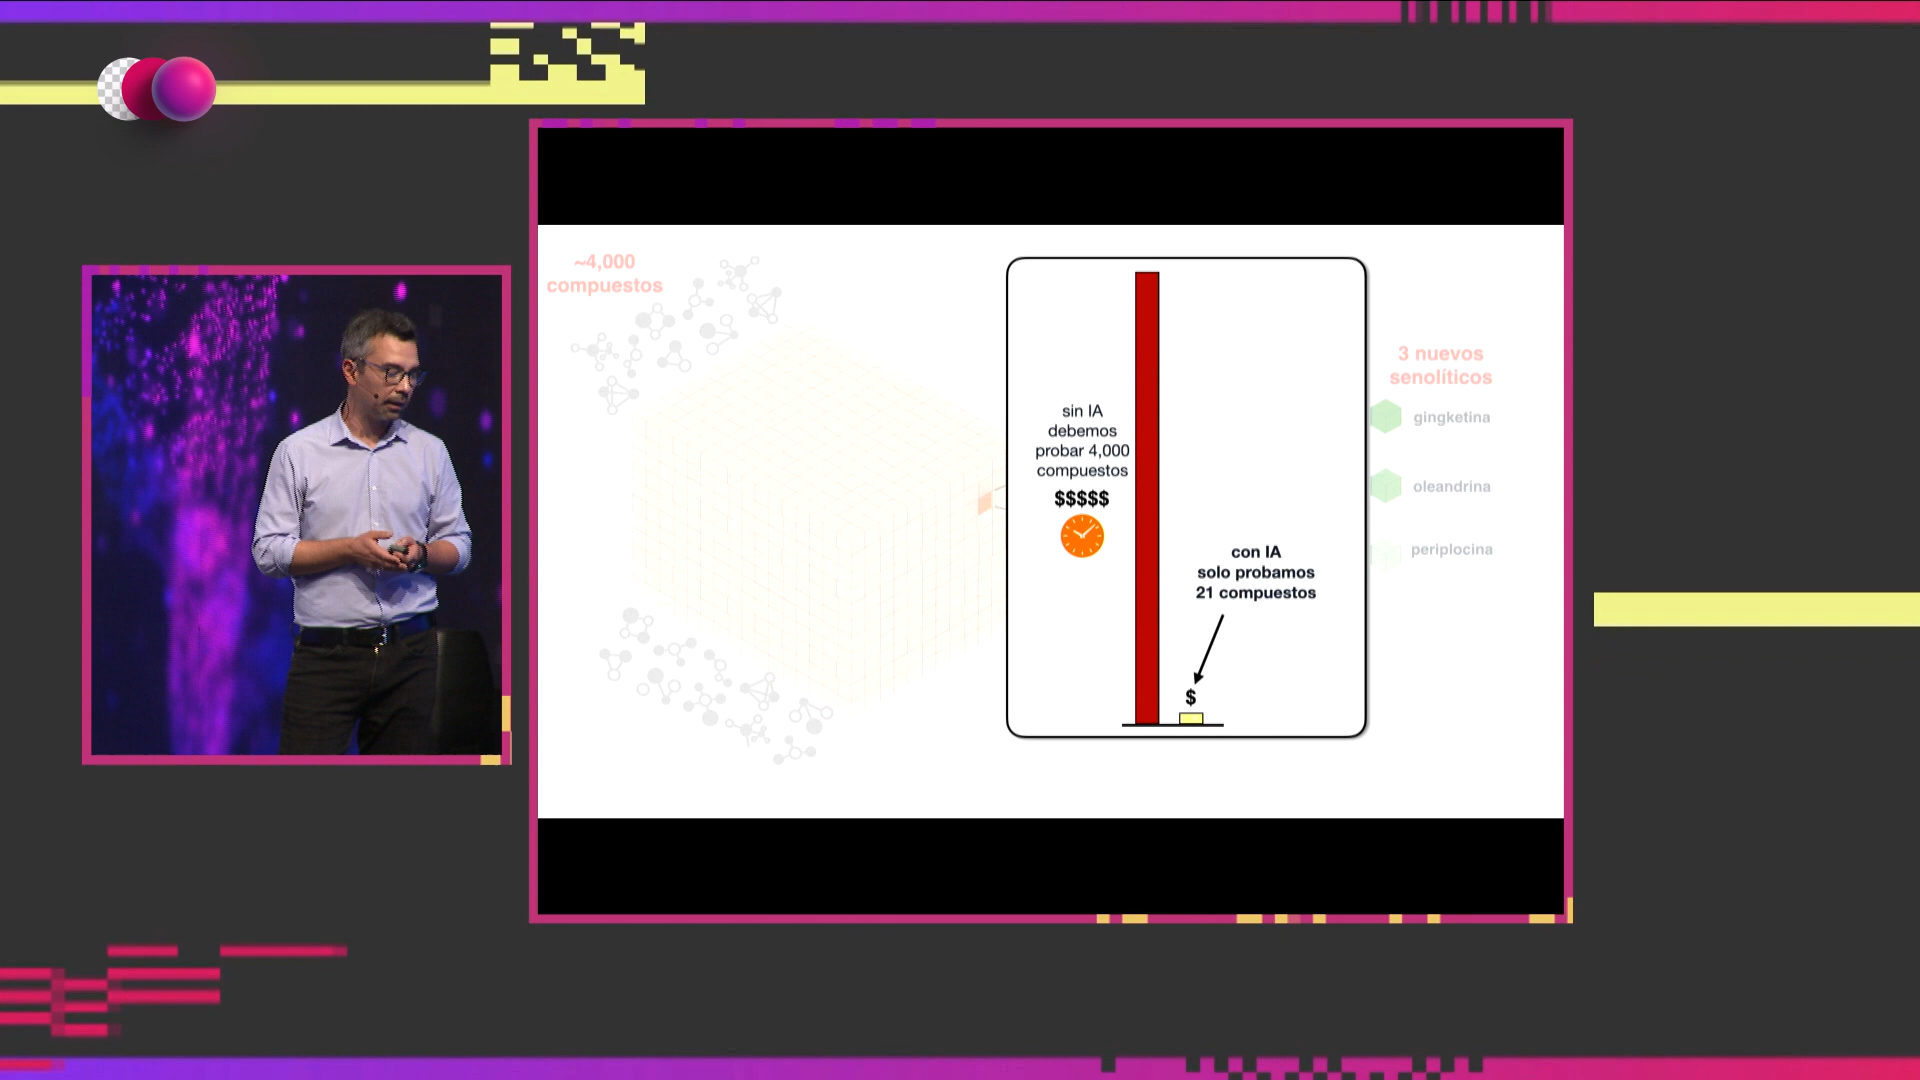 ~4,000
compuestos
sin IA
debemos
probar 4,000
compuestos
$$$$$
con IA
solo probamos
21 compuestos
$
3 nuevos
senolíticos
gingketina
oleandrina
periplocina